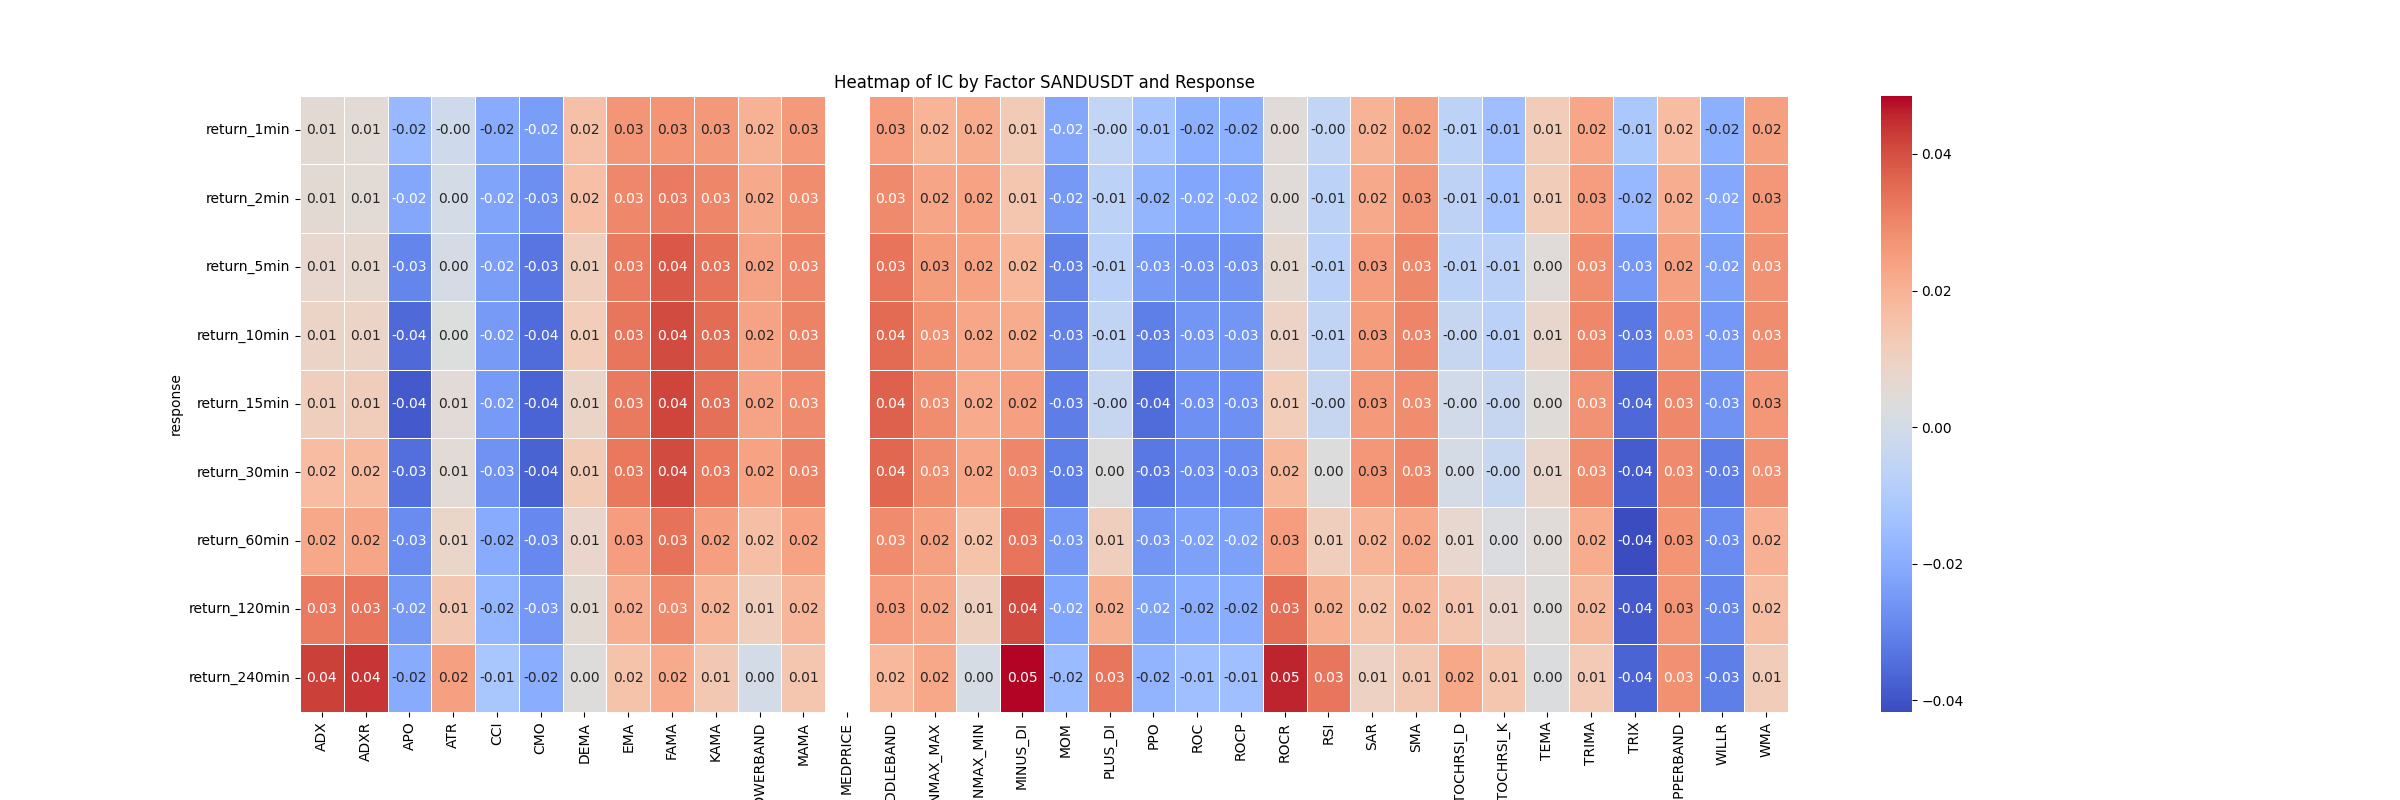 Heatmap of IC by Factor SANDUSDT and Response
response
return_1min 0.01 0.01 -0.02 -0.00 -0.02 -0.02 0.02 0.03 0.03 0.03 0.02 0.03 0.03 0.02 0.02 0.01 -0.02 -0.00 -0.01 -0.02 -0.02 0.00 -0.00 0.02 0.02 -0.01 -0.01 0.01 0.02 -0.01 0.02 -0.02 0.02
return_2min 0.01 0.01 -0.02 0.00 -0.02 -0.03 0.02 0.03 0.03 0.03 0.02 0.03 0.03 0.02 0.02 0.01 -0.02 -0.01 -0.02 -0.02 -0.02 0.00 -0.01 0.02 0.03 -0.01 -0.01 0.01 0.03 -0.02 0.02 -0.02 0.03
return_5min 0.01 0.01 -0.03 0.00 -0.02 -0.03 0.01 0.03 0.04 0.03 0.02 0.03 0.03 0.03 0.02 0.02 -0.03 -0.01 -0.03 -0.03 -0.03 0.01 -0.01 0.03 0.03 -0.01 -0.01 0.00 0.03 -0.03 0.02 -0.02 0.03
return_10min 0.01 0.01 -0.04 0.00 -0.02 -0.04 0.01 0.03 0.04 0.03 0.02 0.03 0.04 0.03 0.02 0.02 -0.03 -0.01 -0.03 -0.03 -0.03 0.01 -0.01 0.03 0.03 -0.00 -0.01 0.01 0.03 -0.03 0.03 -0.03 0.03
return_15min 0.01 0.01 -0.04 0.01 -0.02 -0.04 0.01 0.03 0.04 0.03 0.02 0.03 0.04 0.03 0.02 0.02 -0.03 -0.00 -0.04 -0.03 -0.03 0.01 -0.00 0.03 0.03 -0.00 -0.00 0.00 0.03 -0.04 0.03 -0.03 0.03
return_30min 0.02 0.02 -0.03 0.01 -0.03 -0.04 0.01 0.03 0.04 0.03 0.02 0.03 0.04 0.03 0.02 0.03 -0.03 0.00 -0.03 -0.03 -0.03 0.02 0.00 0.03 0.03 0.00 -0.00 0.01 0.03 -0.04 0.03 -0.03 0.03
return_60min 0.02 0.02 -0.03 0.01 -0.02 -0.03 0.01 0.03 0.03 0.02 0.02 0.02 0.03 0.02 0.02 0.03 -0.03 0.01 -0.03 -0.02 -0.02 0.03 0.01 0.02 0.02 0.01 0.00 0.00 0.02 -0.04 0.03 -0.03 0.02
return_120min 0.03 0.03 -0.02 0.01 -0.02 -0.03 0.01 0.02 0.03 0.02 0.01 0.02 0.03 0.02 0.01 0.04 -0.02 0.02 -0.02 -0.02 -0.02 0.03 0.02 0.02 0.02 0.01 0.01 0.00 0.02 -0.04 0.03 -0.03 0.02
return_240min 0.04 0.04 -0.02 0.02 -0.01 -0.02 0.00 0.02 0.02 0.01 0.00 0.01 0.02 0.02 0.00 0.05 -0.02 0.03 -0.02 -0.01 -0.01 0.05 0.03 0.01 0.01 0.02 0.01 0.00 0.01 -0.04 0.03 -0.03 0.01
ADX ADXR APO ATR CCI CMO DEMA EMA FAMA KAMA OWERBAND MAMA MEDPRICE DDLEBAND NMAX_MAX NMAX_MIN MINUS_DI MOM PLUS_DI PPO ROC ROCP ROCR RSI SAR SMA TOCHRSI_D TOCHRSI_K TEMA TRIMA TRIX PPERBAND WILLR WMA
0.04
0.02
0.00
−0.02
−0.04